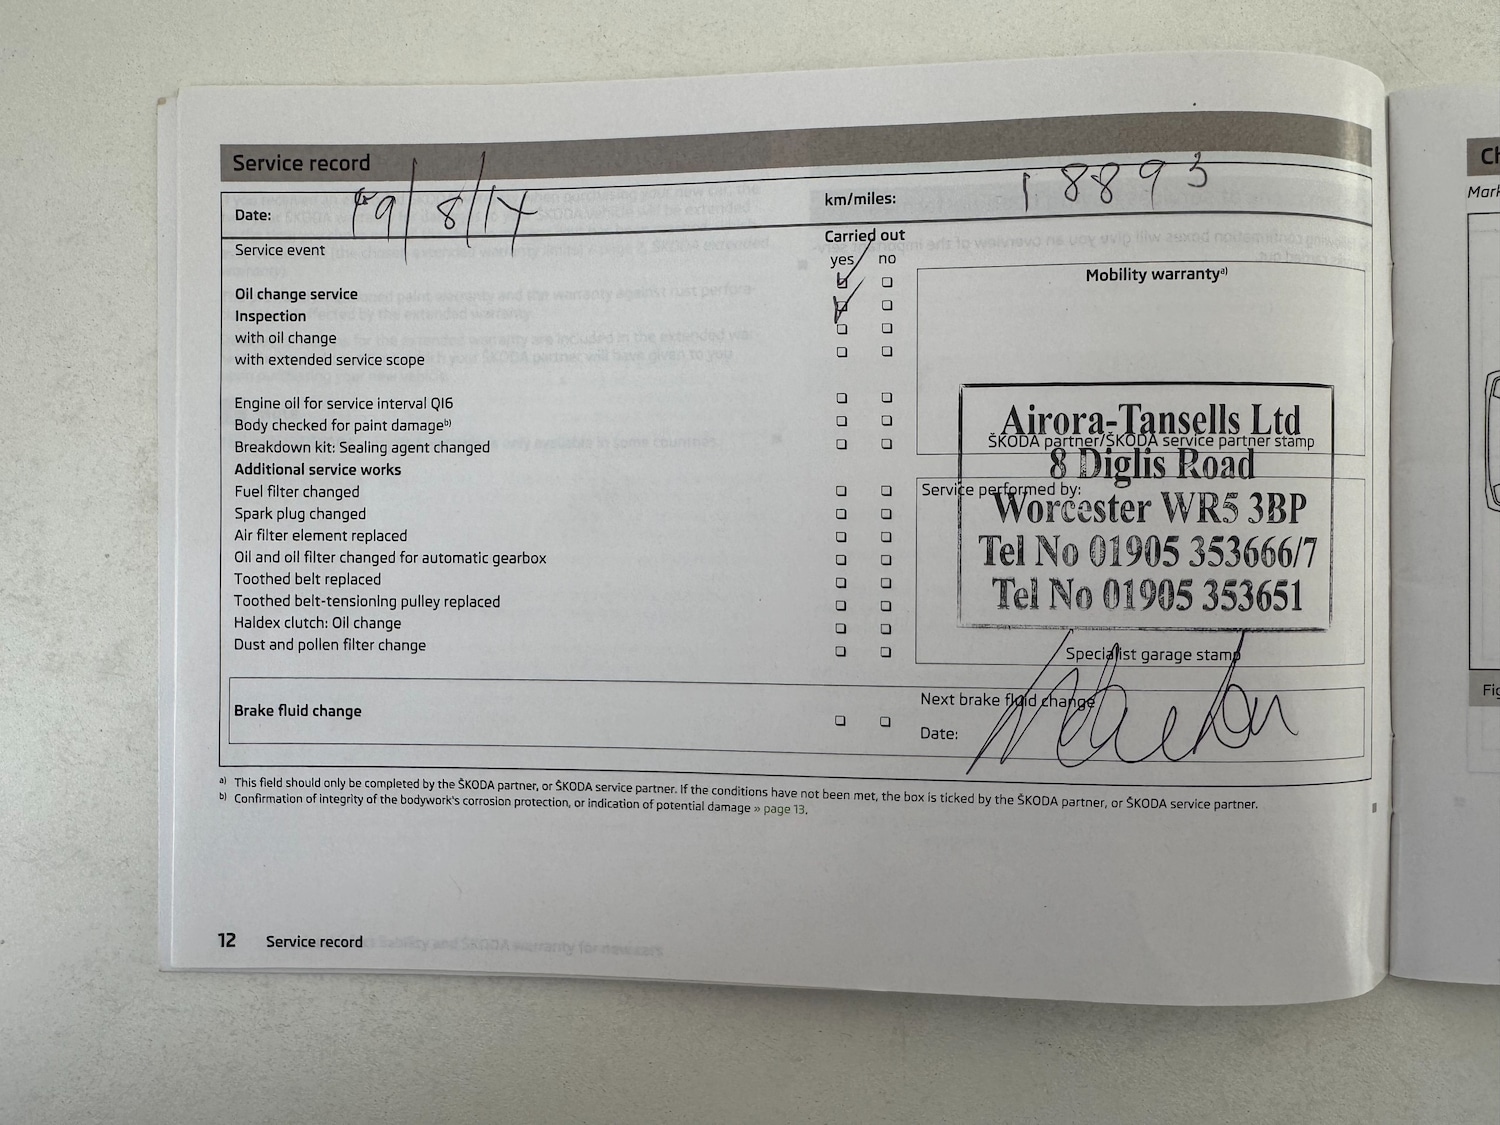 Service record
Date: 19/8/14 km/miles: 18893
Service event Carried out
yes no
Mobility warrantyᵃ⁾
Oil change service
Inspection
with oil change
with extended service scope
Engine oil for service interval QI6
Body checked for paint damageᵇ⁾
Breakdown kit: Sealing agent changed
Additional service works
Fuel filter changed
Spark plug changed
Air filter element replaced
Oil and oil filter changed for automatic gearbox
Toothed belt replaced
Toothed belt-tensioning pulley replaced
Haldex clutch: Oil change
Dust and pollen filter change
Airora-Tansells Ltd
ŠKODA partner/ŠKODA service partner stamp
8 Diglis Road
Service performed by:
Worcester WR5 3BP
Tel No 01905 353666/7
Tel No 01905 353651
Specialist garage stamp
Brake fluid change
Next brake fluid change
Date:
ᵃ⁾ This field should only be completed by the ŠKODA partner, or ŠKODA service partner. If the conditions have not been met, the box is ticked by the ŠKODA partner, or ŠKODA service partner.
ᵇ⁾ Confirmation of integrity of the bodywork's corrosion protection, or indication of potential damage » page 13.
12 Service record